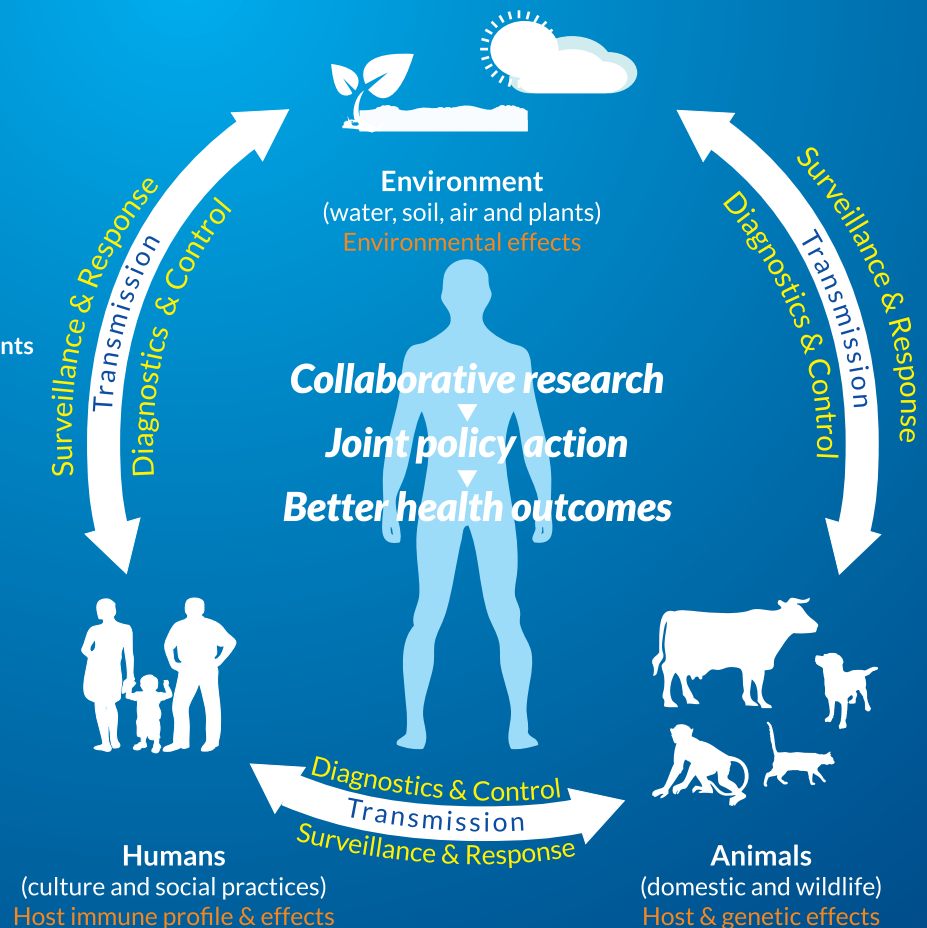 Environment
(water, soil, air and plants)
Environmental effects
Surveillance & Response
Transmission
Diagnostics & Control
Surveillance & Response
Transmission
Diagnostics & Control
nts
Collaborative research
Joint policy action
Better health outcomes
Diagnostics & Control
Transmission
Surveillance & Response
Humans
(culture and social practices)
Host immune profile & effects
Animals
(domestic and wildlife)
Host & genetic effects